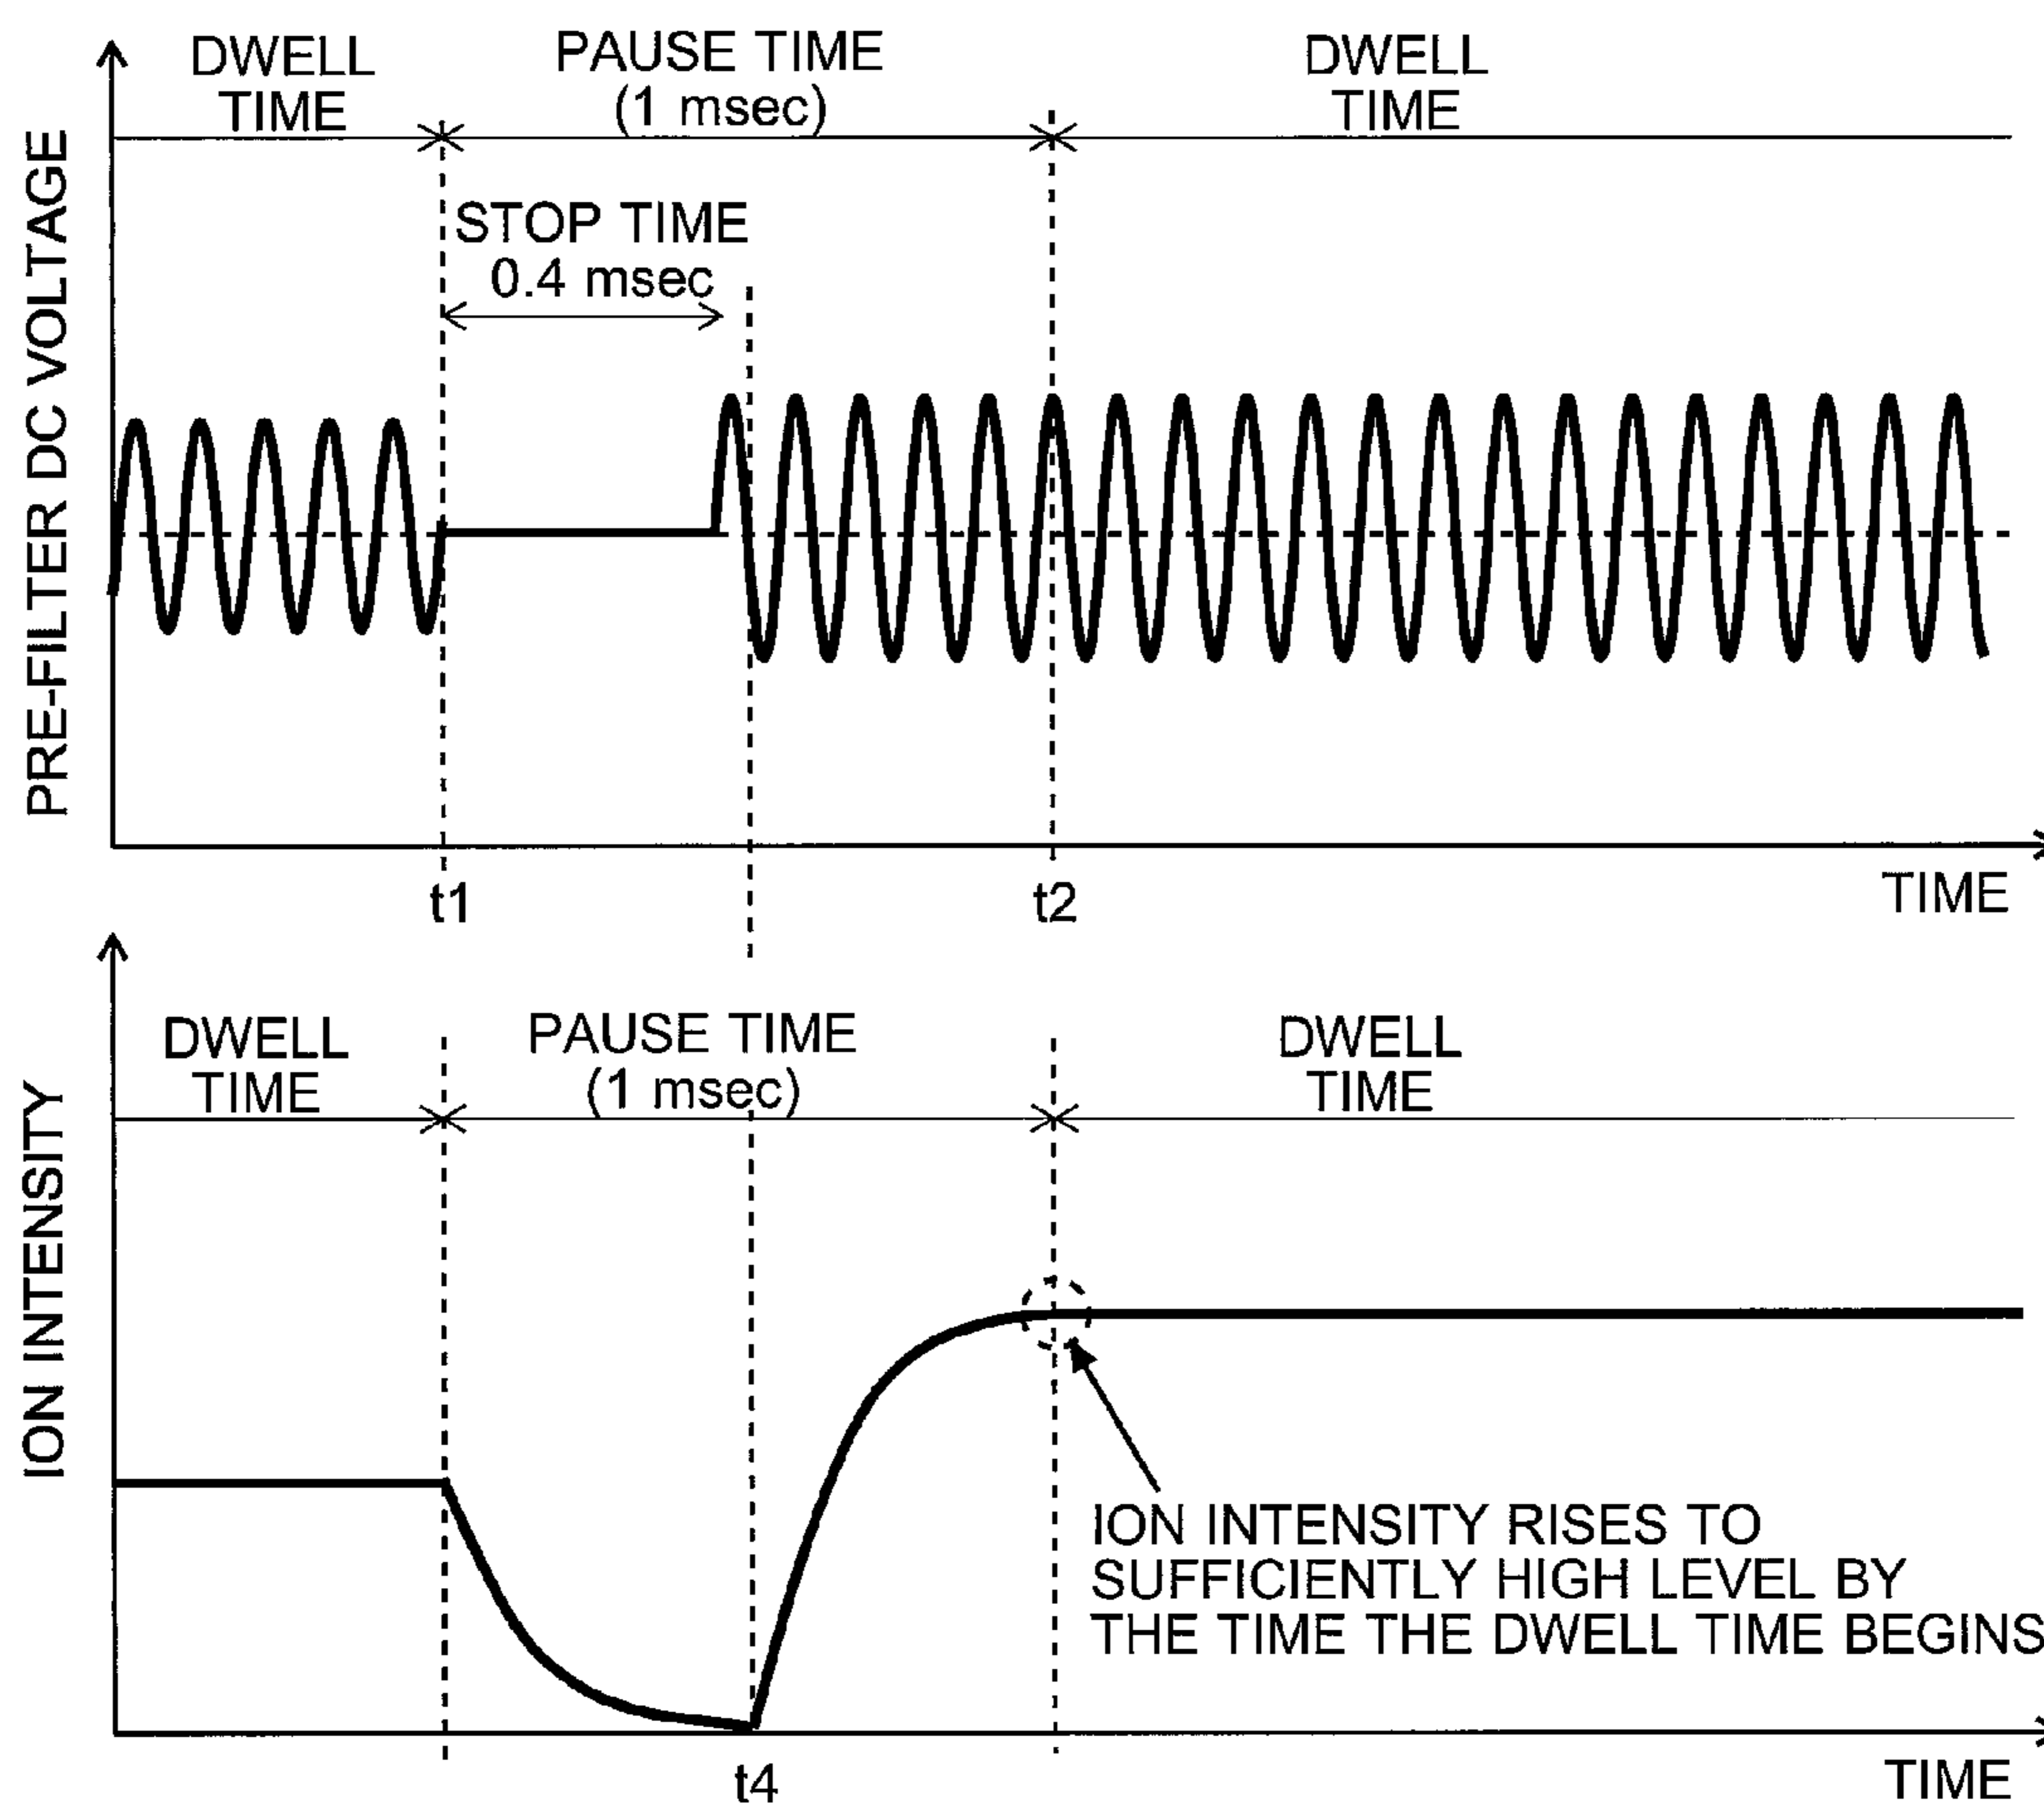 DWELL
TIME
PAUSE TIME
(1 msec)
DWELL
TIME
STOP TIME
0.4 msec
PRE-FILTER DC VOLTAGE
t1
t2
TIME
DWELL
TIME
PAUSE TIME
(1 msec)
DWELL
TIME
ION INTENSITY
ION INTENSITY RISES TO
SUFFICIENTLY HIGH LEVEL BY
THE TIME THE DWELL TIME BEGINS
t4
TIME